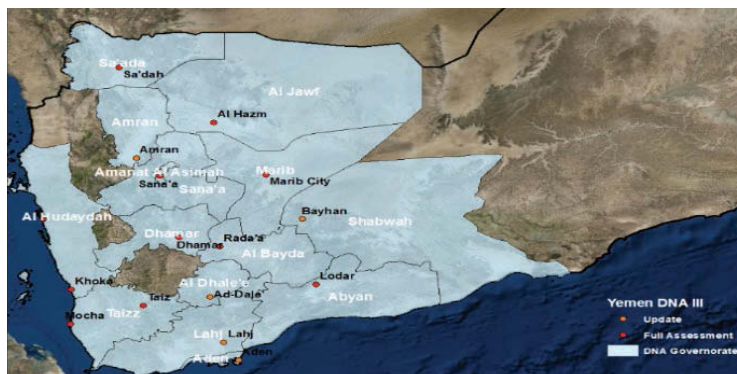 Sa'ada
Sa'dah
Al Jawf
Al Hazm
Amran
Amran
Amanat Al Asimah
Sana'a
Sana'a
Marib
Marib City
Al Hudaydah
Bayhan
Shabwah
Dhamar
Dhamar
Rada'a
Al Bayda
Khoka
Al Dhale'e
Ad-Dale'
Lodar
Abyan
Taiz
Taizz
Mocha
Lahj
Lahj
Aden
Aden
Yemen DNA III
Update
Full Assessment
DNA Governorate